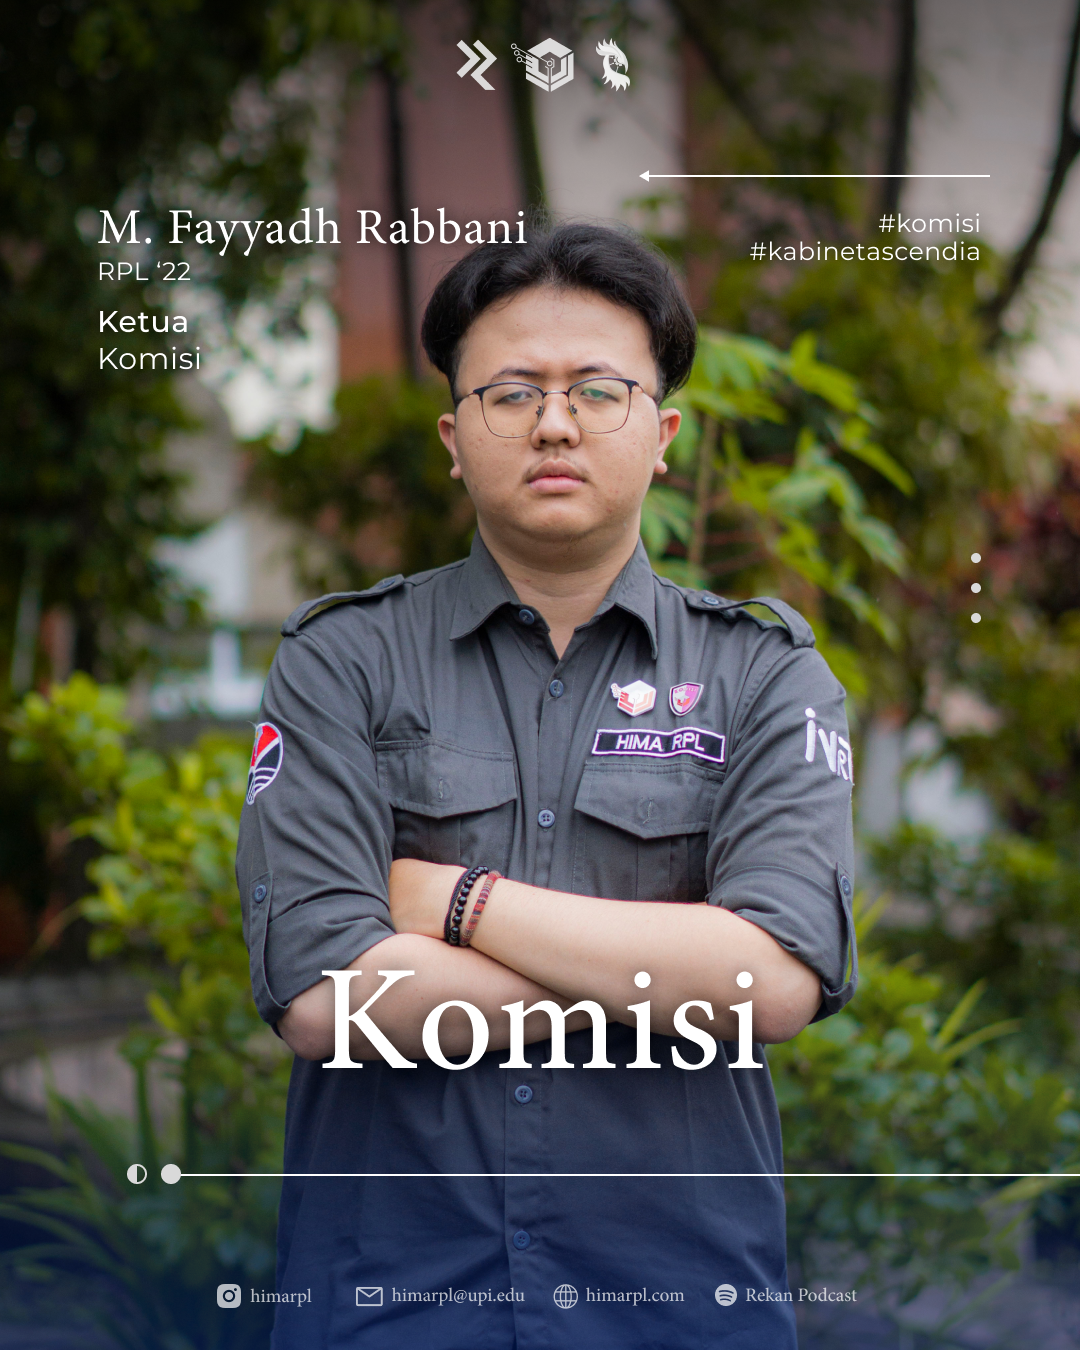 M. Fayyadh Rabbani
RPL ‘22
Ketua
Komisi
#komisi
#kabinetascendia
HIMA RPL
Komisi
himarpl
himarpl@upi.edu
himarpl.com
Rekan Podcast